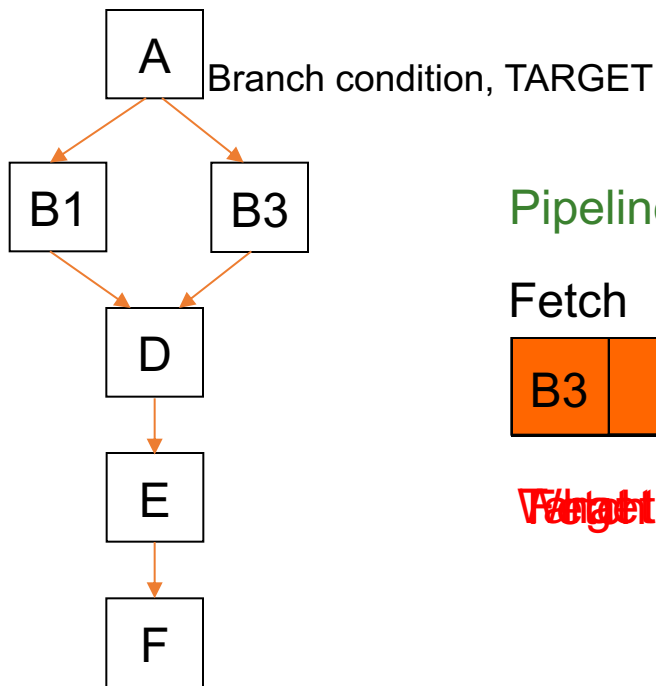 A
Branch condition, TARGET
B1
B3
D
E
F
Pipelin
Fetch
B3